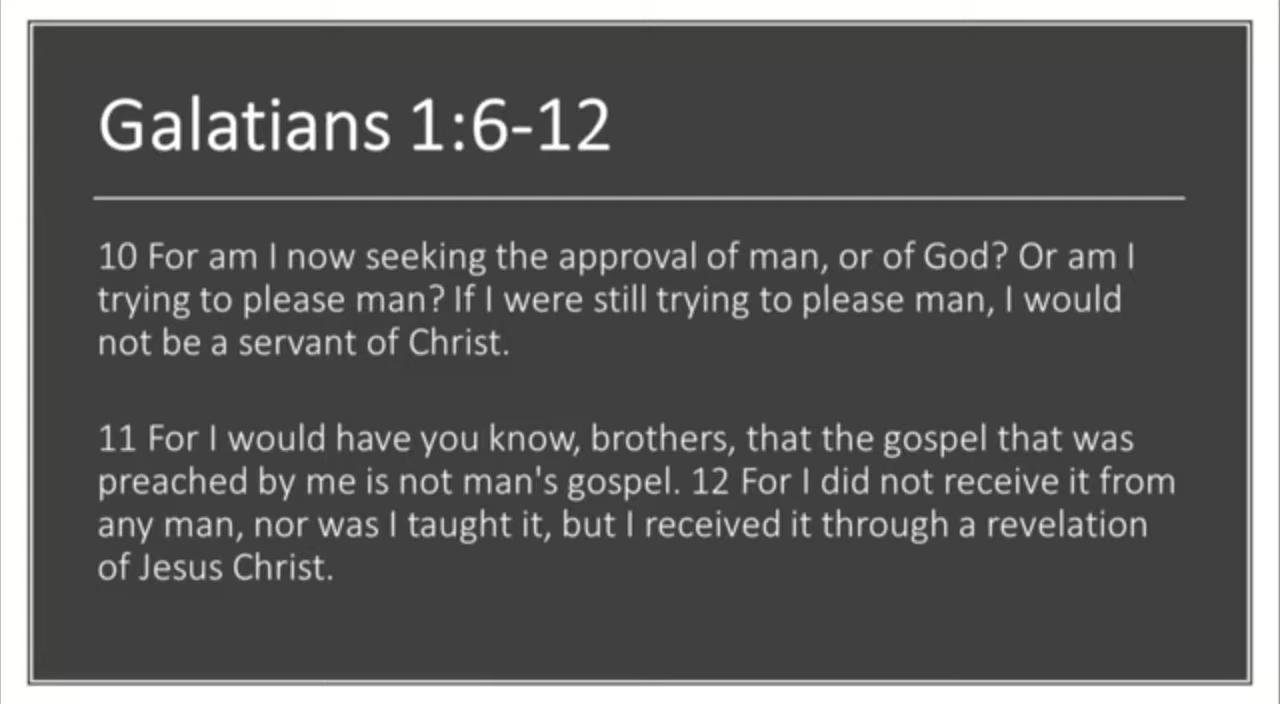 Galatians 1:6-12
10 For am I now seeking the approval of man, or of God? Or am I
trying to please man? If I were still trying to please man, I would
not be a servant of Christ.
11 For I would have you know, brothers, that the gospel that was
preached by me is not man's gospel. 12 For I did not receive it from
any man, nor was I taught it, but I received it through a revelation
of Jesus Christ.